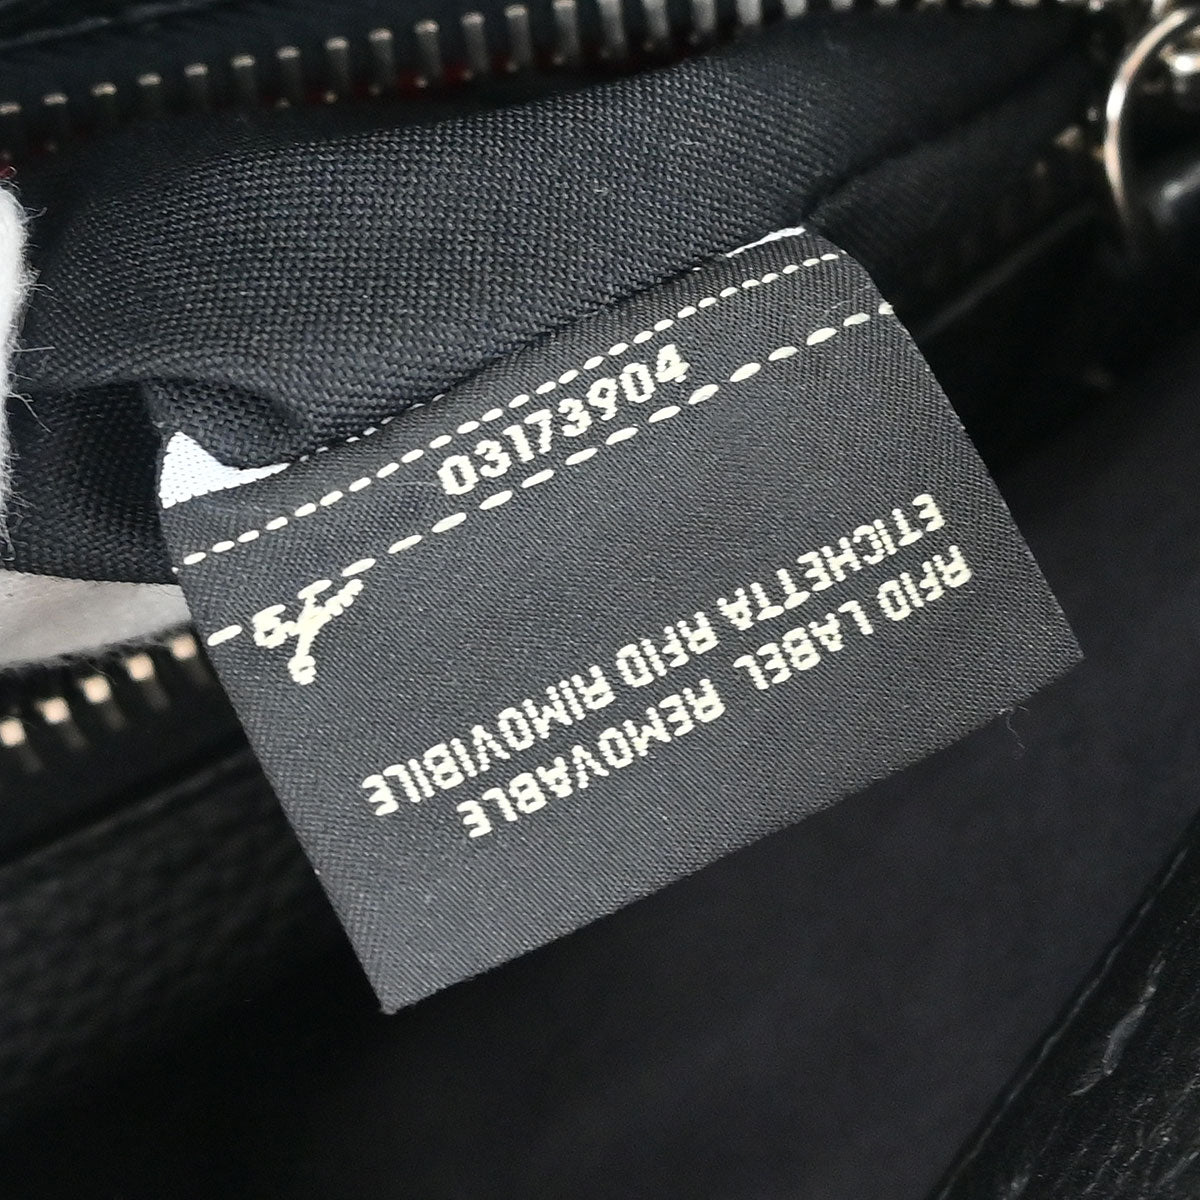 03173904
RFID LABEL REMOVABLE
ETICHETTA RFID RIMOVIBILE